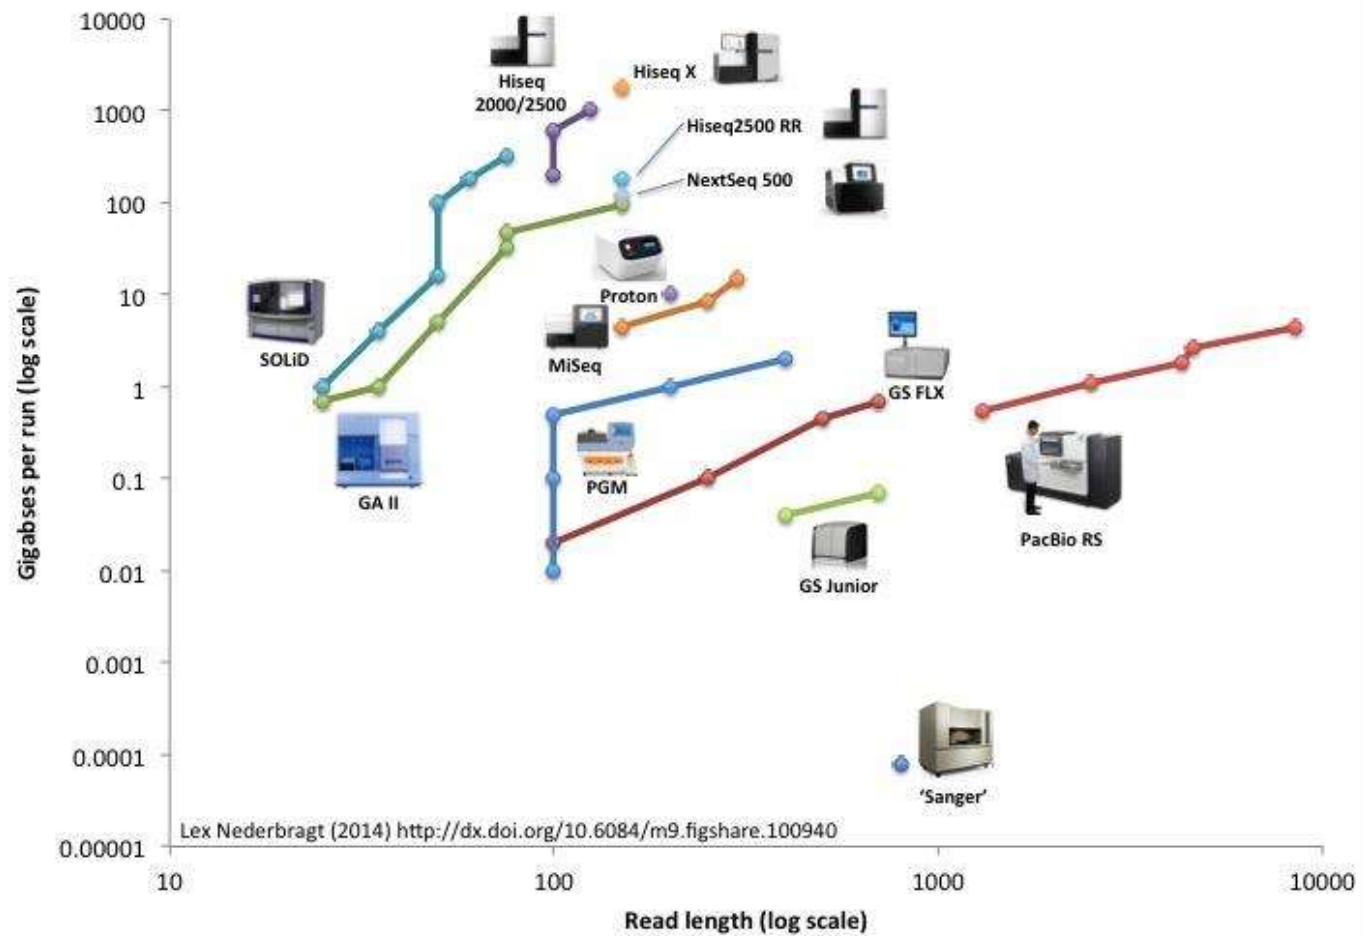 10000
1000
100
10
1
0.1
0.01
0.001
0.0001
0.00001
Gigabses per run (log scale)
Hiseq
2000/2500
Hiseq X
Hiseq2500 RR
NextSeq 500
Proton
MiSeq
SOLiD
GS FLX
GA II
PGM
PacBio RS
GS Junior
‘Sanger’
Lex Nederbragt (2014) http://dx.doi.org/10.6084/m9.figshare.100940
10
100
1000
10000
Read length (log scale)